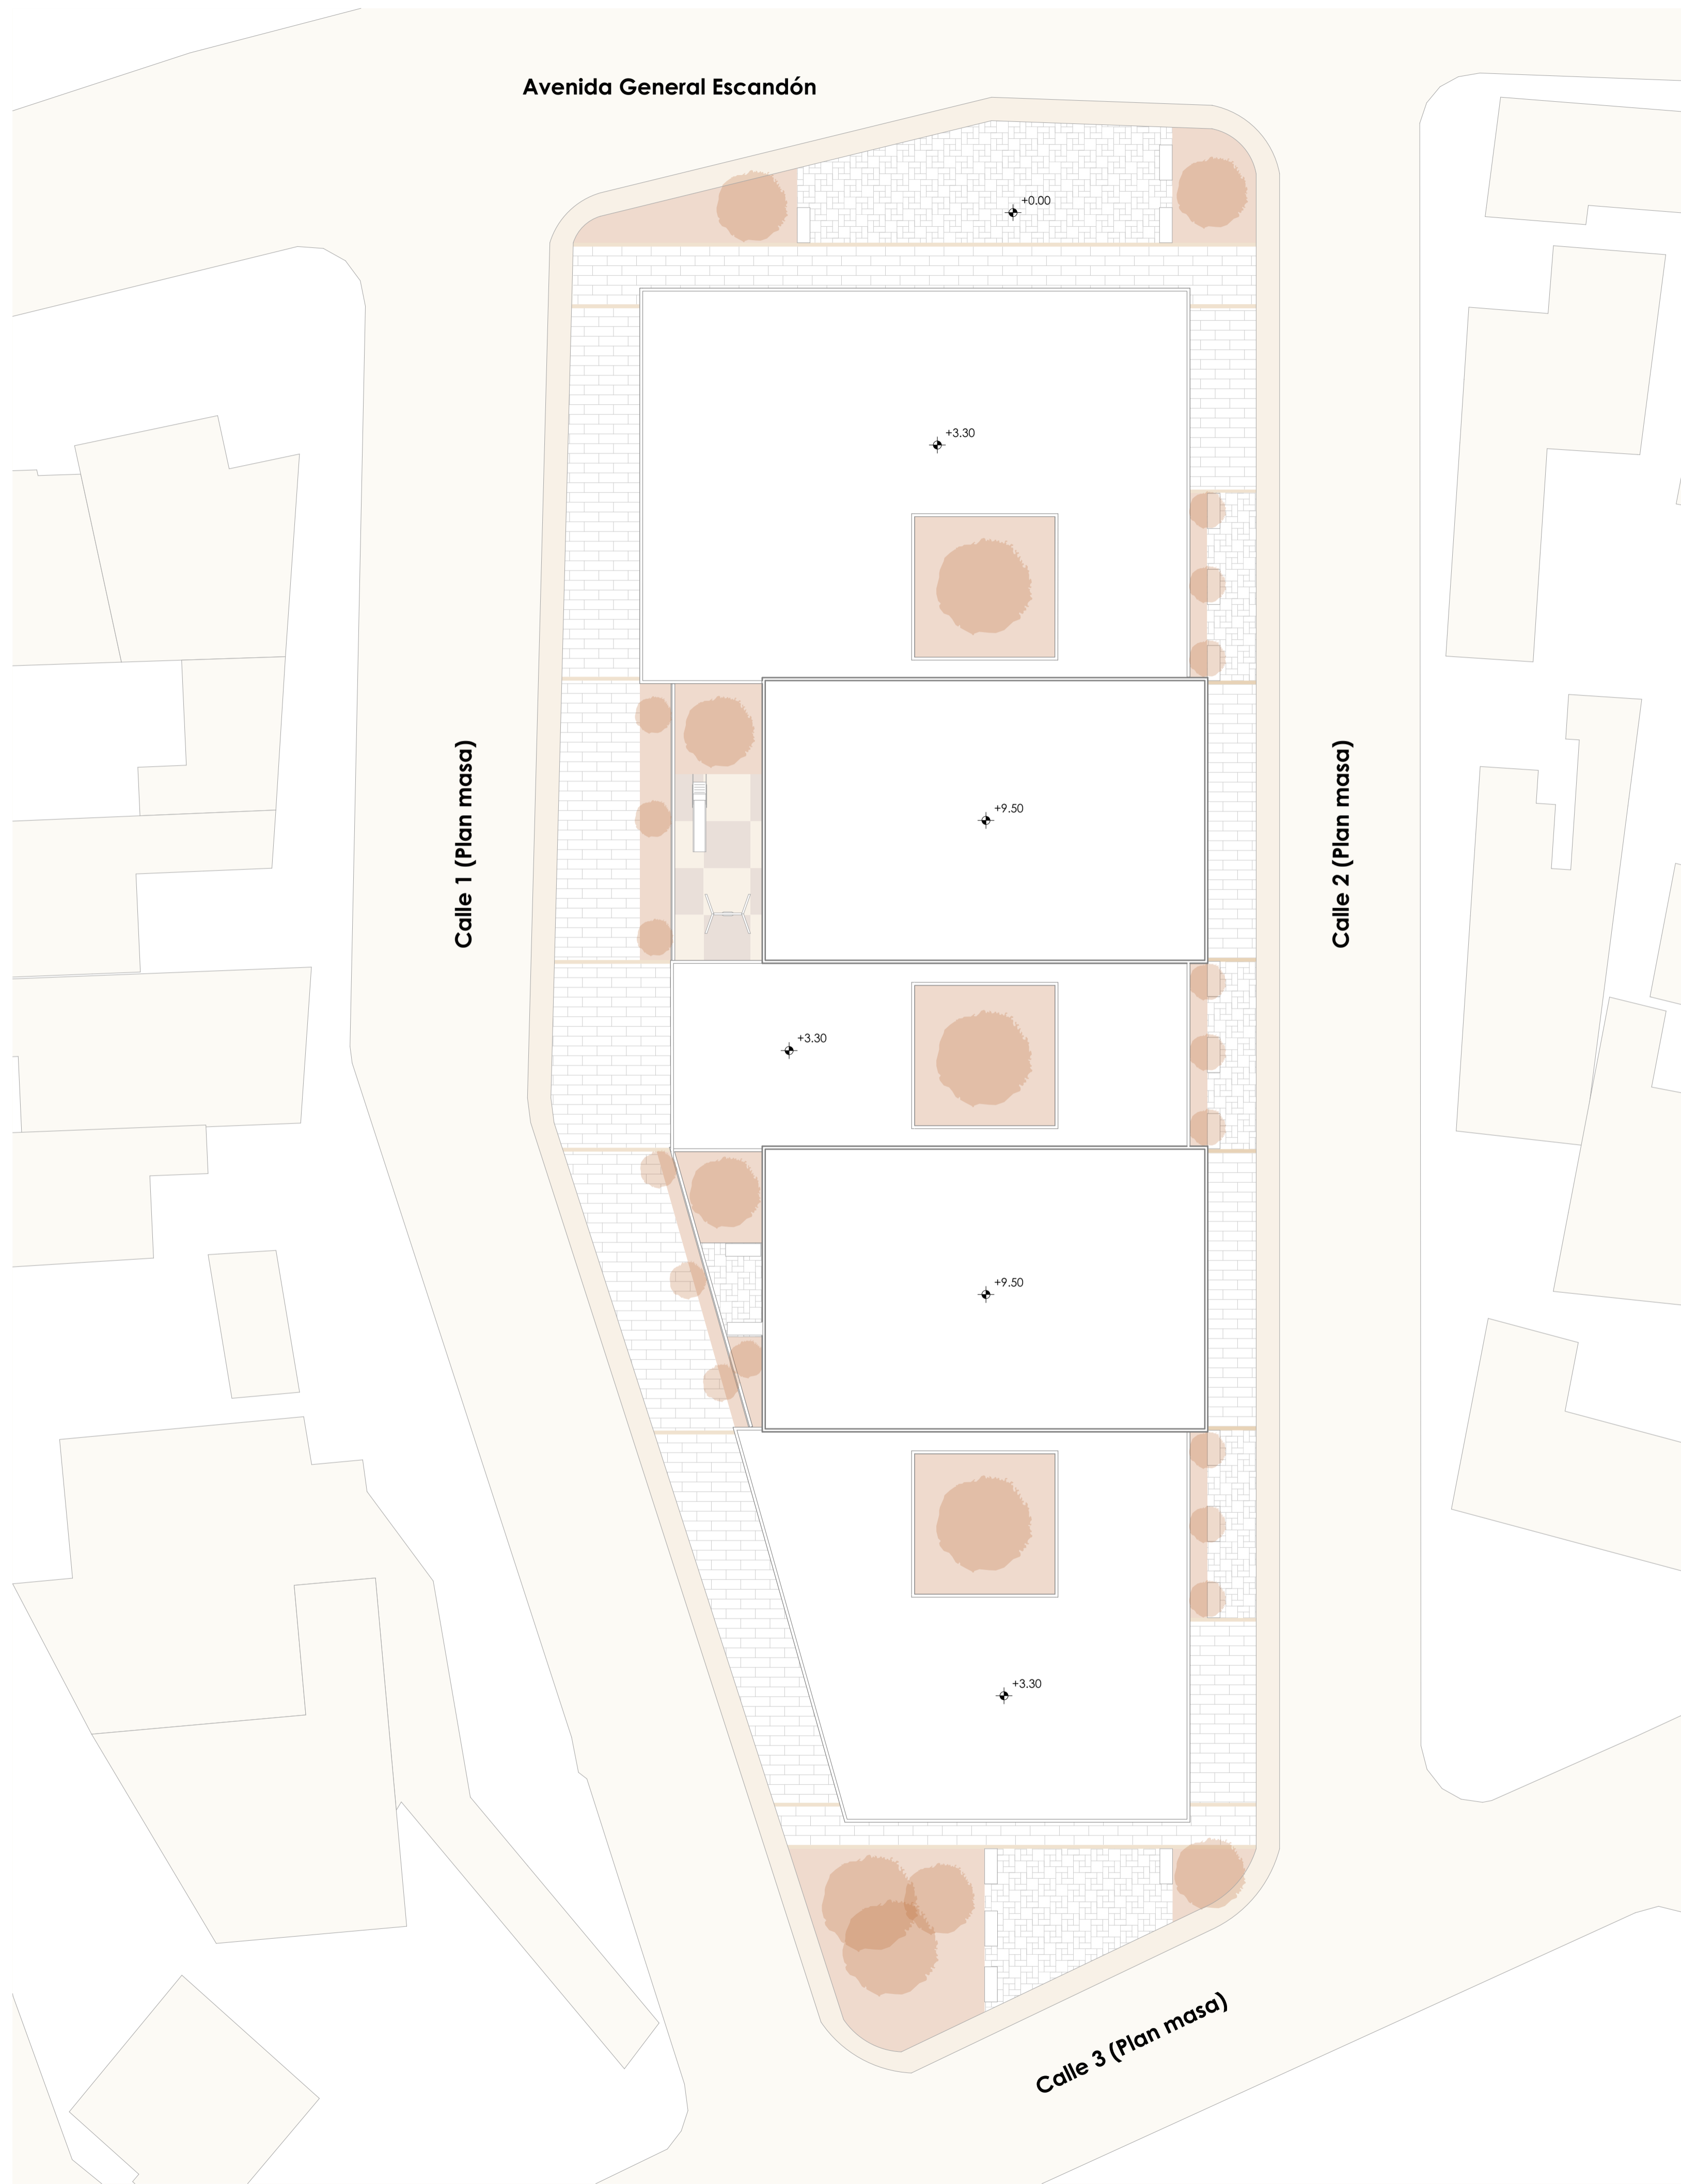 Avenida General Escandón
+0.00
+3.30
Calle 1 (Plan masa)
Calle 2 (Plan masa)
+9.50
+3.30
+9.50
+3.30
Calle 3 (Plan masa)